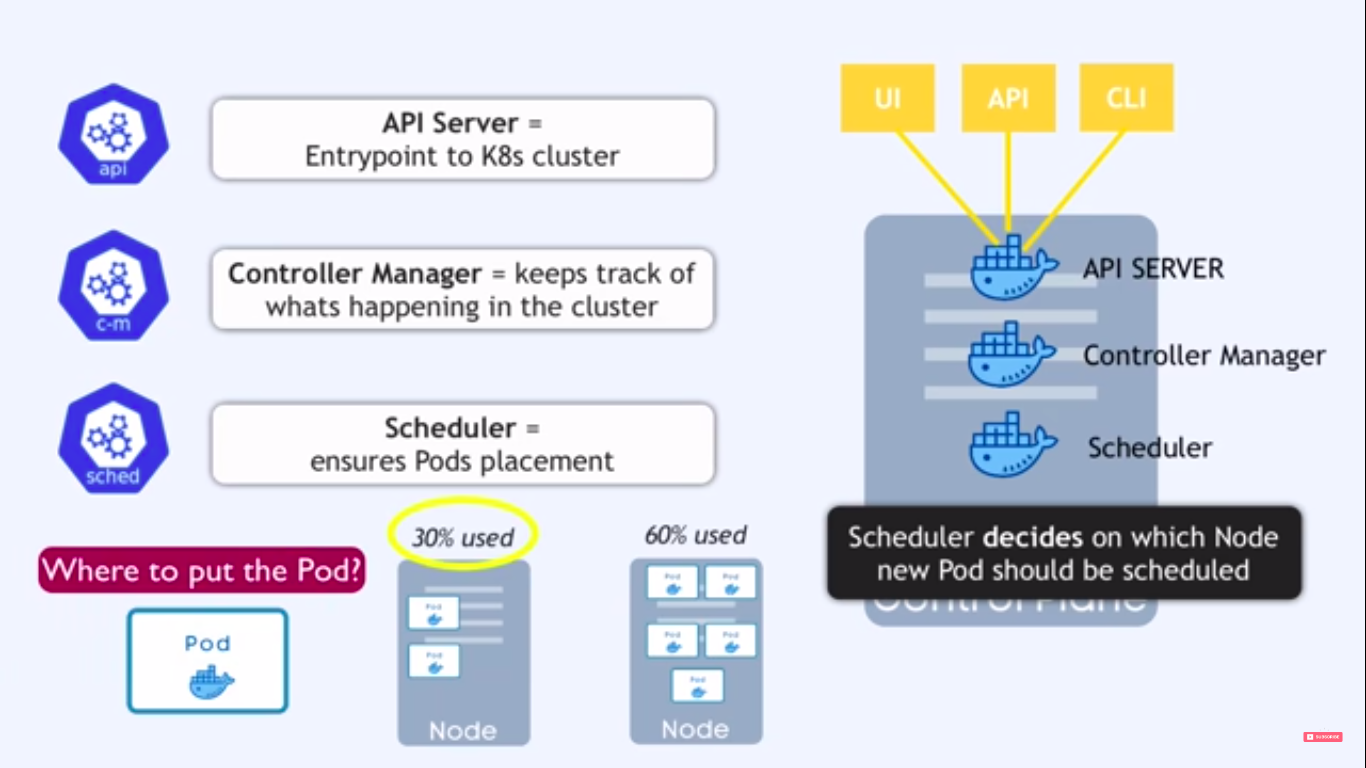 api
API Server =
Entrypoint to K8s cluster
c-m
Controller Manager = keeps track of
whats happening in the cluster
sched
Scheduler =
ensures Pods placement
Where to put the Pod?
Pod
30% used
Pod
Pod
Node
60% used
Pod
Pod
Pod
Pod
Pod
Node
UI
API
CLI
API SERVER
Controller Manager
Scheduler
Scheduler decides on which Node
new Pod should be scheduled
Control Plane
SUBSCRIBE